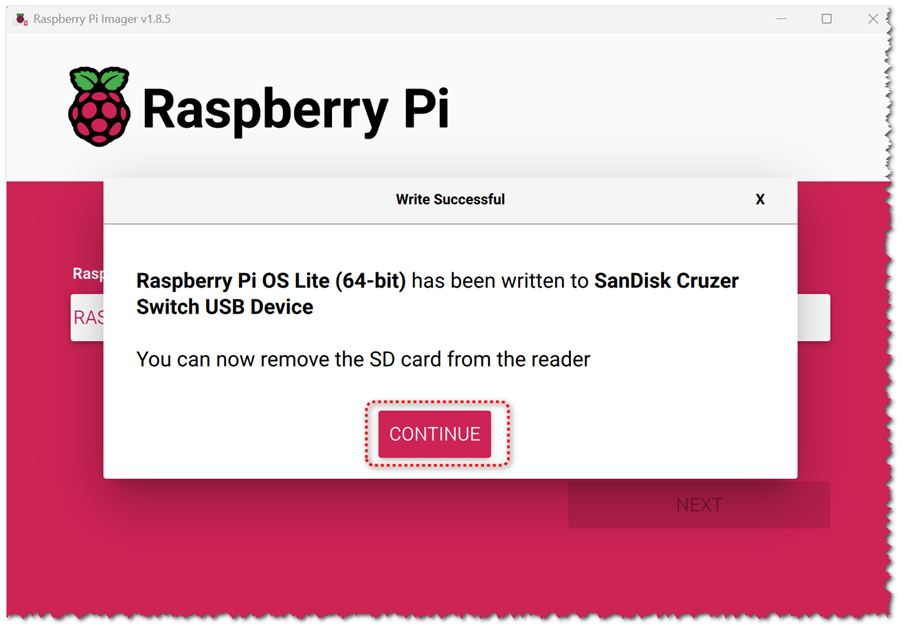 Raspberry Pi Imager v1.8.5
Raspberry Pi
Write Successful
X
Rasp
RAS
Raspberry Pi OS Lite (64-bit) has been written to SanDisk Cruzer
Switch USB Device
You can now remove the SD card from the reader
CONTINUE
NEXT